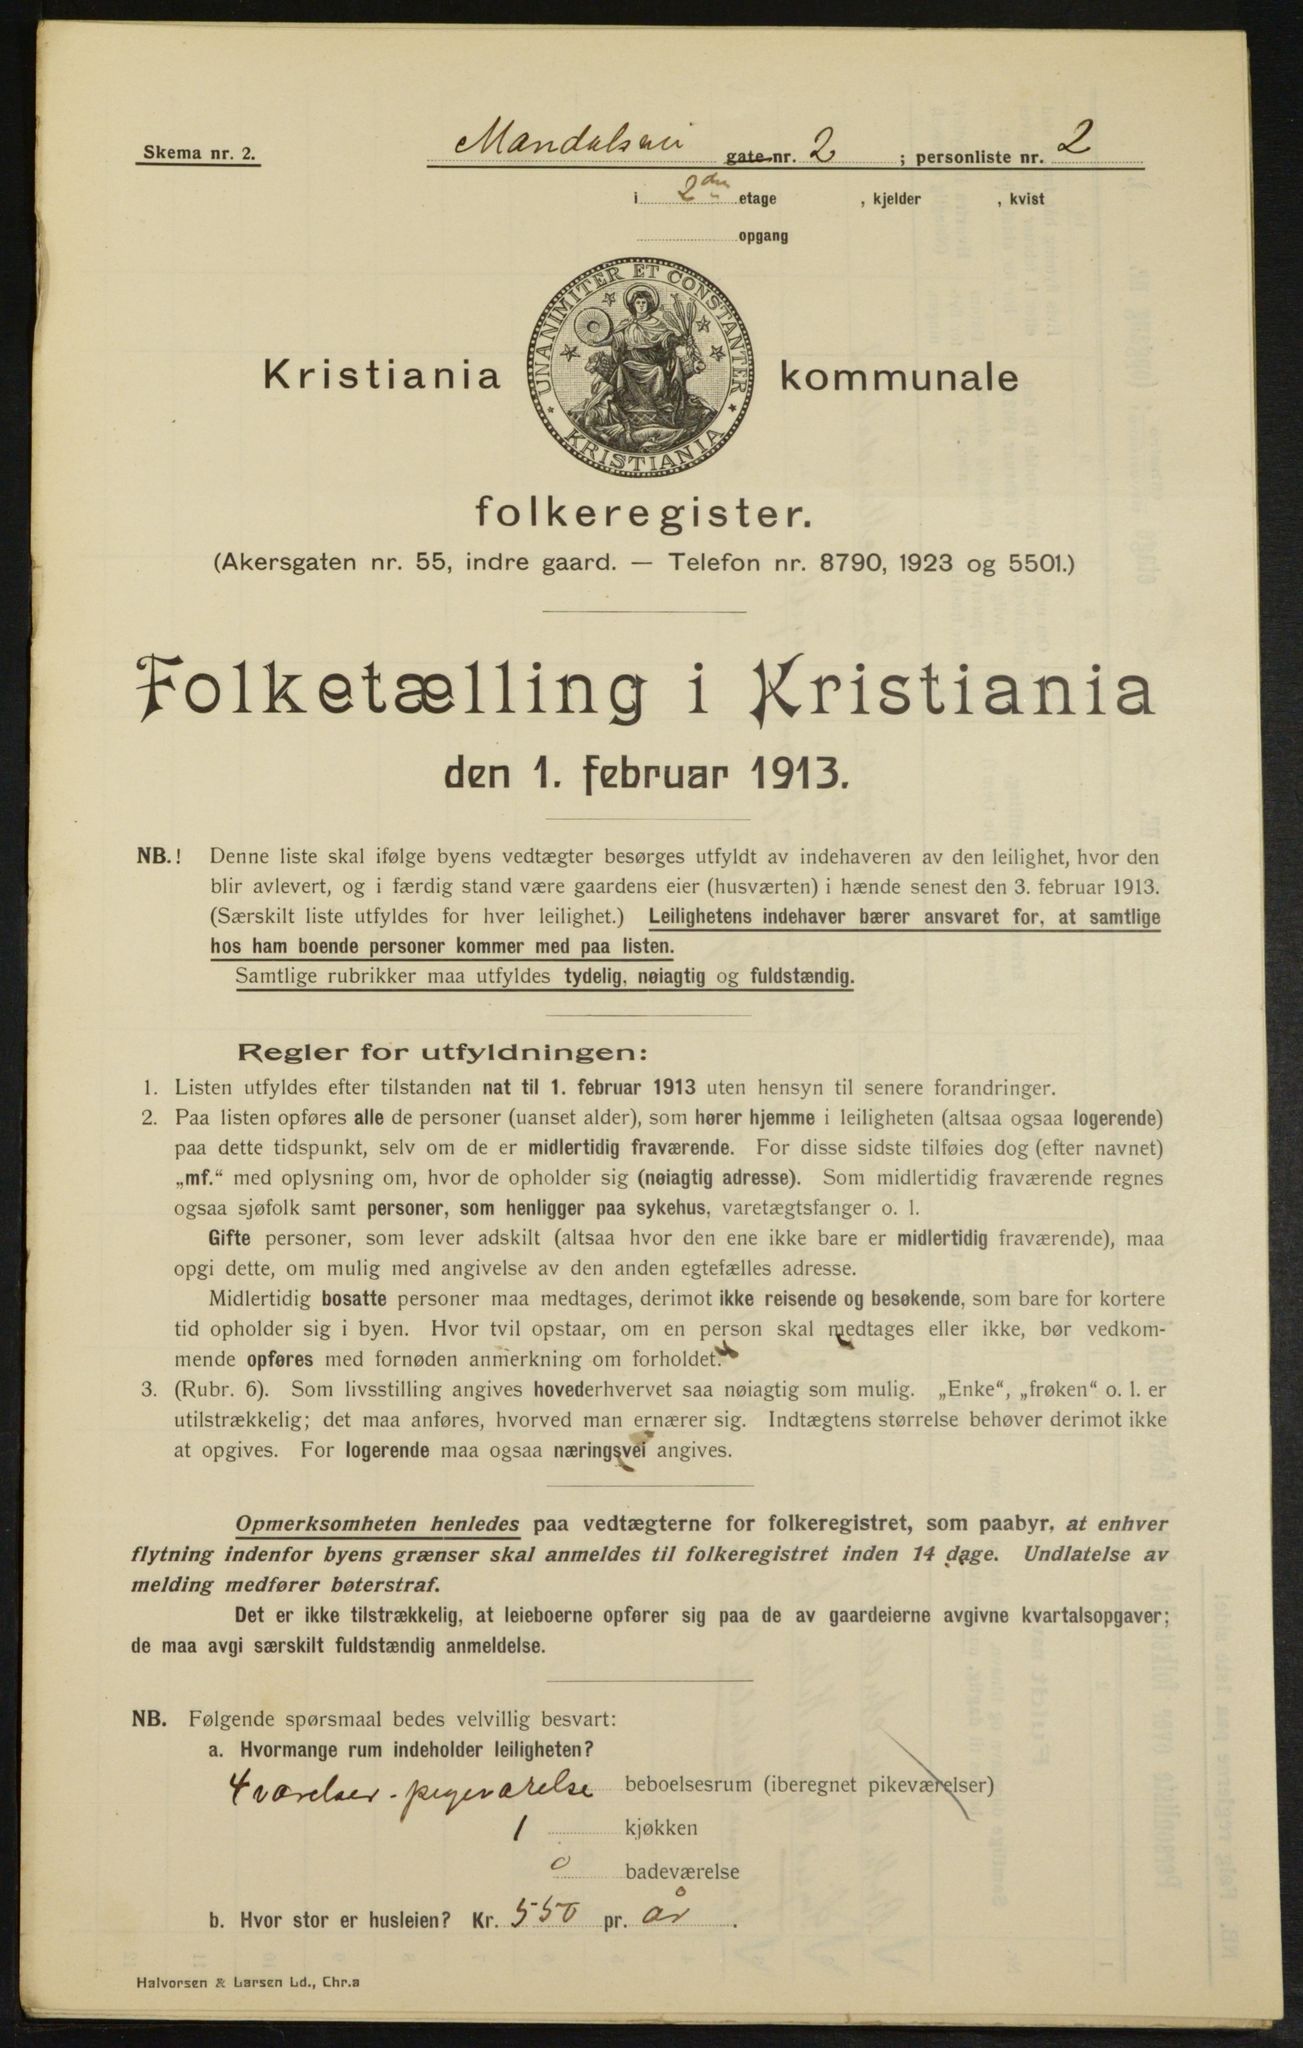 Skema nr. 2.
Mandalsvei gate nr. 2 ; personliste nr. 2
i 2den etage , kjelder , kvist
opgang
UNANIMITER ET CONSTANTER
KRISTIANIA
Kristiania kommunale
folkeregister.
(Akersgaten nr. 55, indre gaard. — Telefon nr. 8790, 1923 og 5501.)
Folketælling i Kristiania
den 1. februar 1913.
NB.! Denne liste skal ifølge byens vedtægter besørges utfyldt av indehaveren av den leilighet, hvor den
blir avlevert, og i færdig stand være gaardens eier (husværten) i hænde senest den 3. februar 1913.
(Særskilt liste utfyldes for hver leilighet.) Leilighetens indehaver bærer ansvaret for, at samtlige
hos ham boende personer kommer med paa listen.
Samtlige rubrikker maa utfyldes tydelig, nøiagtig og fuldstændig.
Regler for utfyldningen:
1. Listen utfyldes efter tilstanden nat til 1. februar 1913 uten hensyn til senere forandringer.
2. Paa listen opføres alle de personer (uanset alder), som hører hjemme i leiligheten (altsaa ogsaa logerende)
paa dette tidspunkt, selv om de er midlertidig fraværende. For disse sidste tilføies dog (efter navnet)
„mf.“ med oplysning om, hvor de opholder sig (nøiagtig adresse). Som midlertidig fraværende regnes
ogsaa sjøfolk samt personer, som henligger paa sykehus, varetægtsfanger o. l.
Gifte personer, som lever adskilt (altsaa hvor den ene ikke bare er midlertidig fraværende), maa
opgi dette, om mulig med angivelse av den anden egtefælles adresse.
Midlertidig bosatte personer maa medtages, derimot ikke reisende og besøkende, som bare for kortere
tid opholder sig i byen. Hvor tvil opstaar, om en person skal medtages eller ikke, bør vedkom-
mende opføres med fornøden anmerkning om forholdet.
3. (Rubr. 6). Som livsstilling angives hovederhvervet saa nøiagtig som mulig. „Enke“, „frøken“ o. l. er
utilstrækkelig; det maa anføres, hvorved man ernærer sig. Indtægtens størrelse behøver derimot ikke
at opgives. For logerende maa ogsaa næringsvei angives.
Opmerksomheten henledes paa vedtægterne for folkeregistret, som paabyr, at enhver
flytning indenfor byens grænser skal anmeldes til folkeregistret inden 14 dage. Undlatelse av
melding medfører bøterstraf.
Det er ikke tilstrækkelig, at leieboerne opfører sig paa de av gaardeierne avgivne kvartalsopgaver;
de maa avgi særskilt fuldstændig anmeldelse.
NB. Følgende spørsmaal bedes velvillig besvart:
a. Hvormange rum indeholder leiligheten?
4 værelser - pigeværelse beboelsesrum (iberegnet pikeværelser)
1 kjøkken
0 badeværelse
b. Hvor stor er husleien? Kr. 550 pr. år.
Halvorsen & Larsen Ld., Chr.a